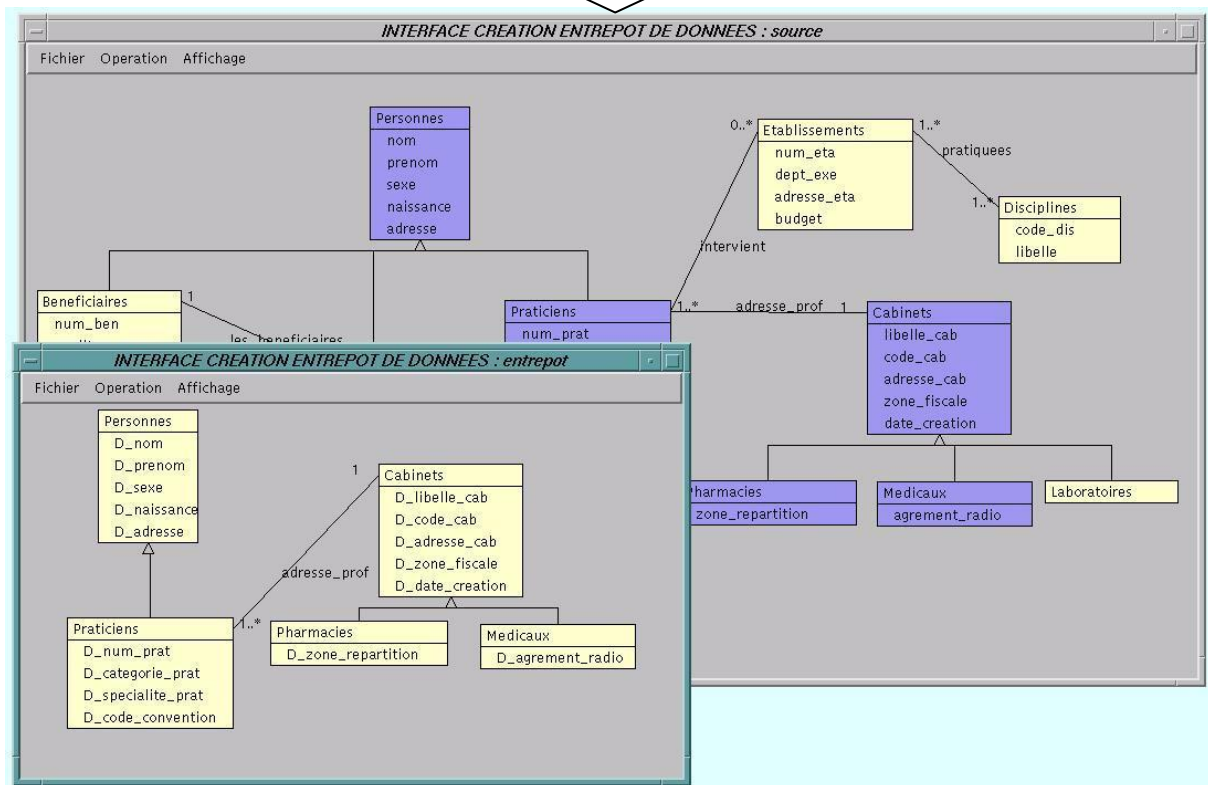 INTERFACE CREATION ENTREPOT DE DONNEES : source
Fichier Operation Affichage
Personnes
nom
prenom
sexe
naissance
adresse
0..*
Etablissements
num_eta
dept_exe
adresse_eta
budget
1..*
pratiquees
1..*
Disciplines
code_dis
libelle
intervient
Beneficiaires
num_ben
1
les_beneficiaires
Praticiens
num_prat
1..*
adresse_prof
1
Cabinets
libelle_cab
code_cab
adresse_cab
zone_fiscale
date_creation
Pharmacies
zone_repartition
Medicaux
agrement_radio
Laboratoires
INTERFACE CREATION ENTREPOT DE DONNEES : entrepot
Fichier Operation Affichage
Personnes
D_nom
D_prenom
D_sexe
D_naissance
D_adresse
1
Cabinets
D_libelle_cab
D_code_cab
D_adresse_cab
D_zone_fiscale
D_date_creation
adresse_prof
Praticiens
D_num_prat
D_categorie_prat
D_specialite_prat
D_code_convention
1..*
Pharmacies
D_zone_repartition
Medicaux
D_agrement_radio